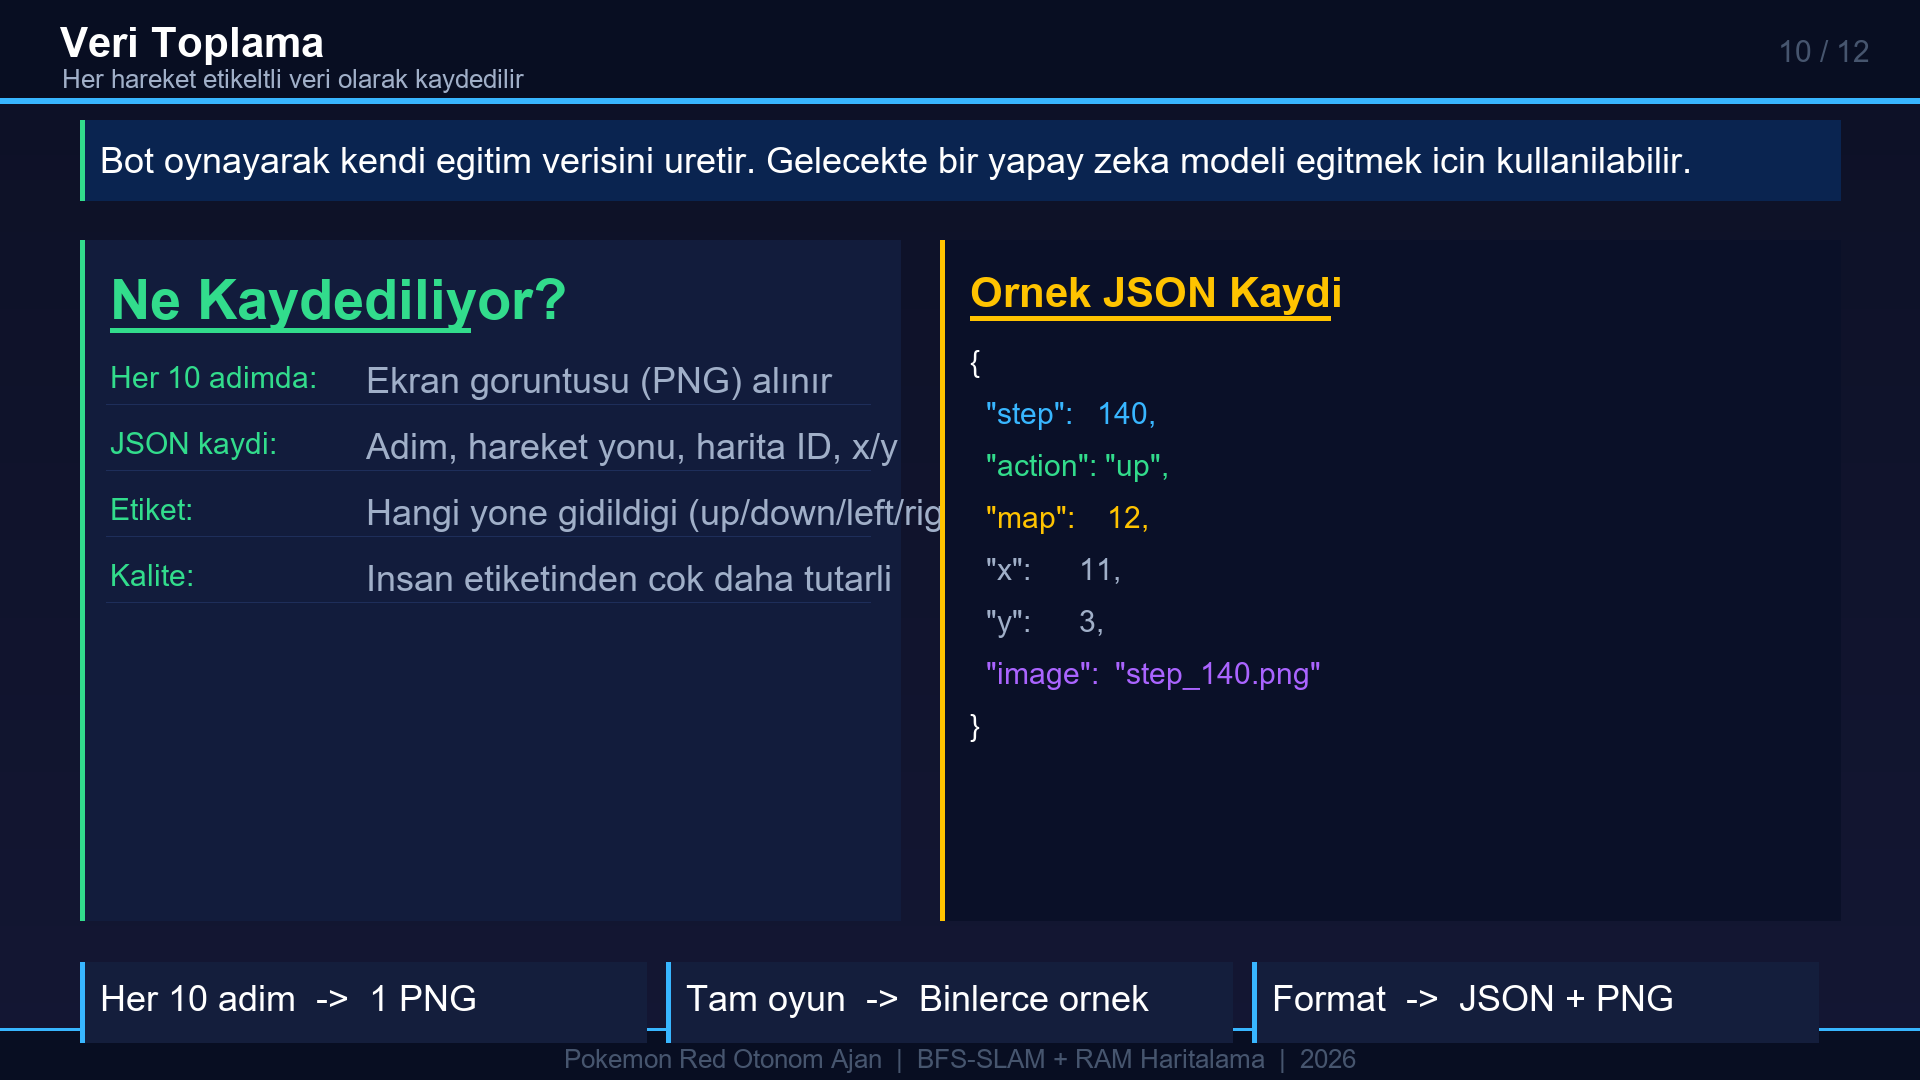 Veri Toplama
Her hareket etikeltli veri olarak kaydedilir
10 / 12
Bot oynayarak kendi egitim verisini uretir. Gelecekte bir yapay zeka modeli egitmek icin kullanilabilir.
Ne Kaydediliyor?
Her 10 adimda: Ekran goruntusu (PNG) alınır
JSON kaydi: Adim, hareket yonu, harita ID, x/y
Etiket: Hangi yone gidildigi (up/down/left/rig
Kalite: Insan etiketinden cok daha tutarli
Ornek JSON Kaydi
{
"step": 140,
"action": "up",
"map": 12,
"x": 11,
"y": 3,
"image": "step_140.png"
}
Her 10 adim -> 1 PNG
Tam oyun -> Binlerce ornek
Format -> JSON + PNG
Pokemon Red Otonom Ajan | BFS-SLAM + RAM Haritalama | 2026